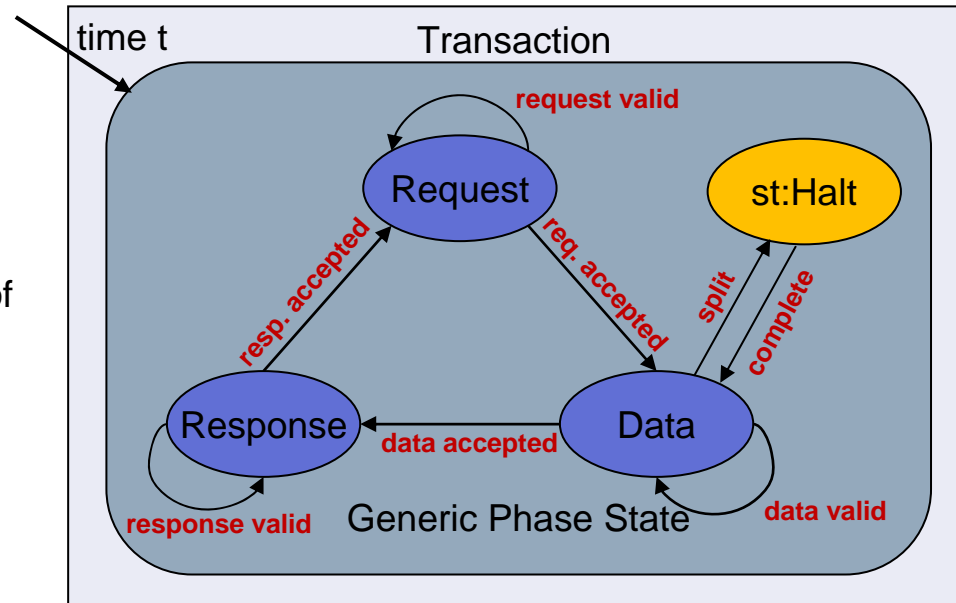 time t
Transaction
request valid
Request
st:Halt
resp. accepted
req. accepted
split
complete
of
Response
data accepted
Data
response valid
Generic Phase State
data valid